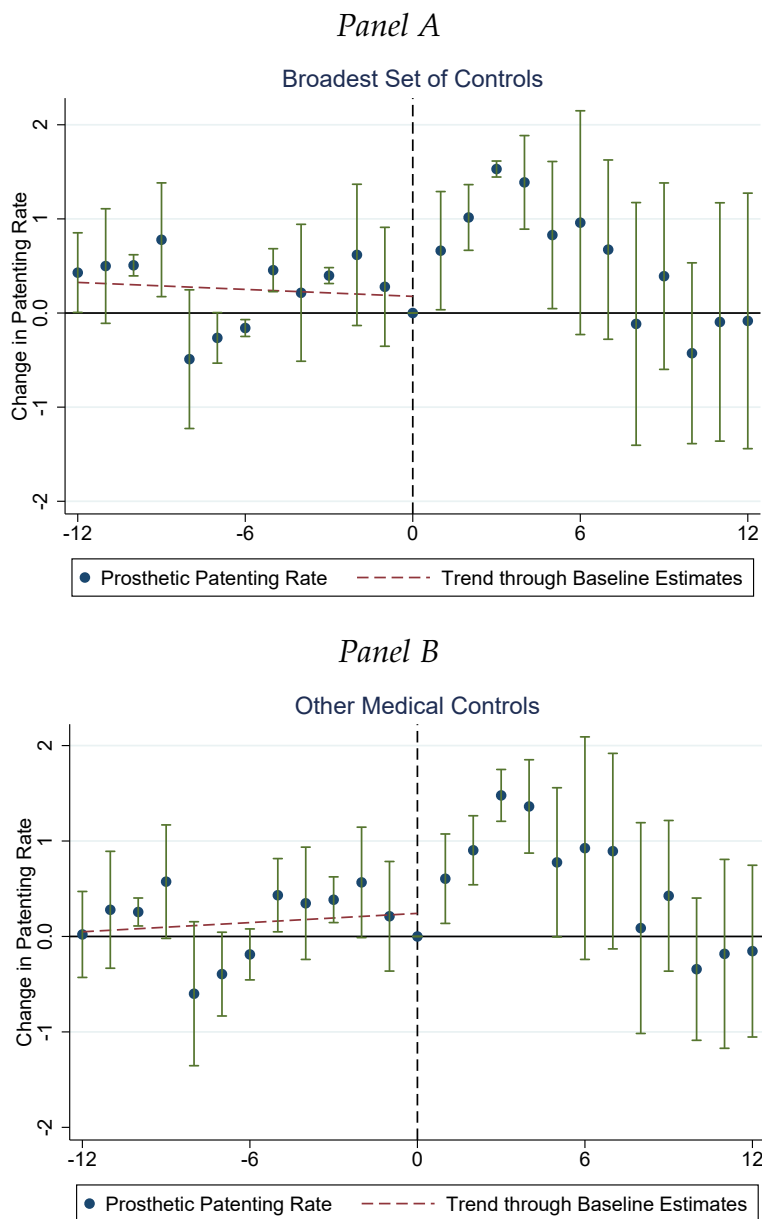 Panel A
Broadest Set of Controls
Change in Patenting Rate
2
1
0.0
-1
-2
-12
-6
0
6
12
Prosthetic Patenting Rate
Trend through Baseline Estimates
Panel B
Other Medical Controls
Change in Patenting Rate
2
1
0.0
-1
-2
-12
-6
0
6
12
Prosthetic Patenting Rate
Trend through Baseline Estimates